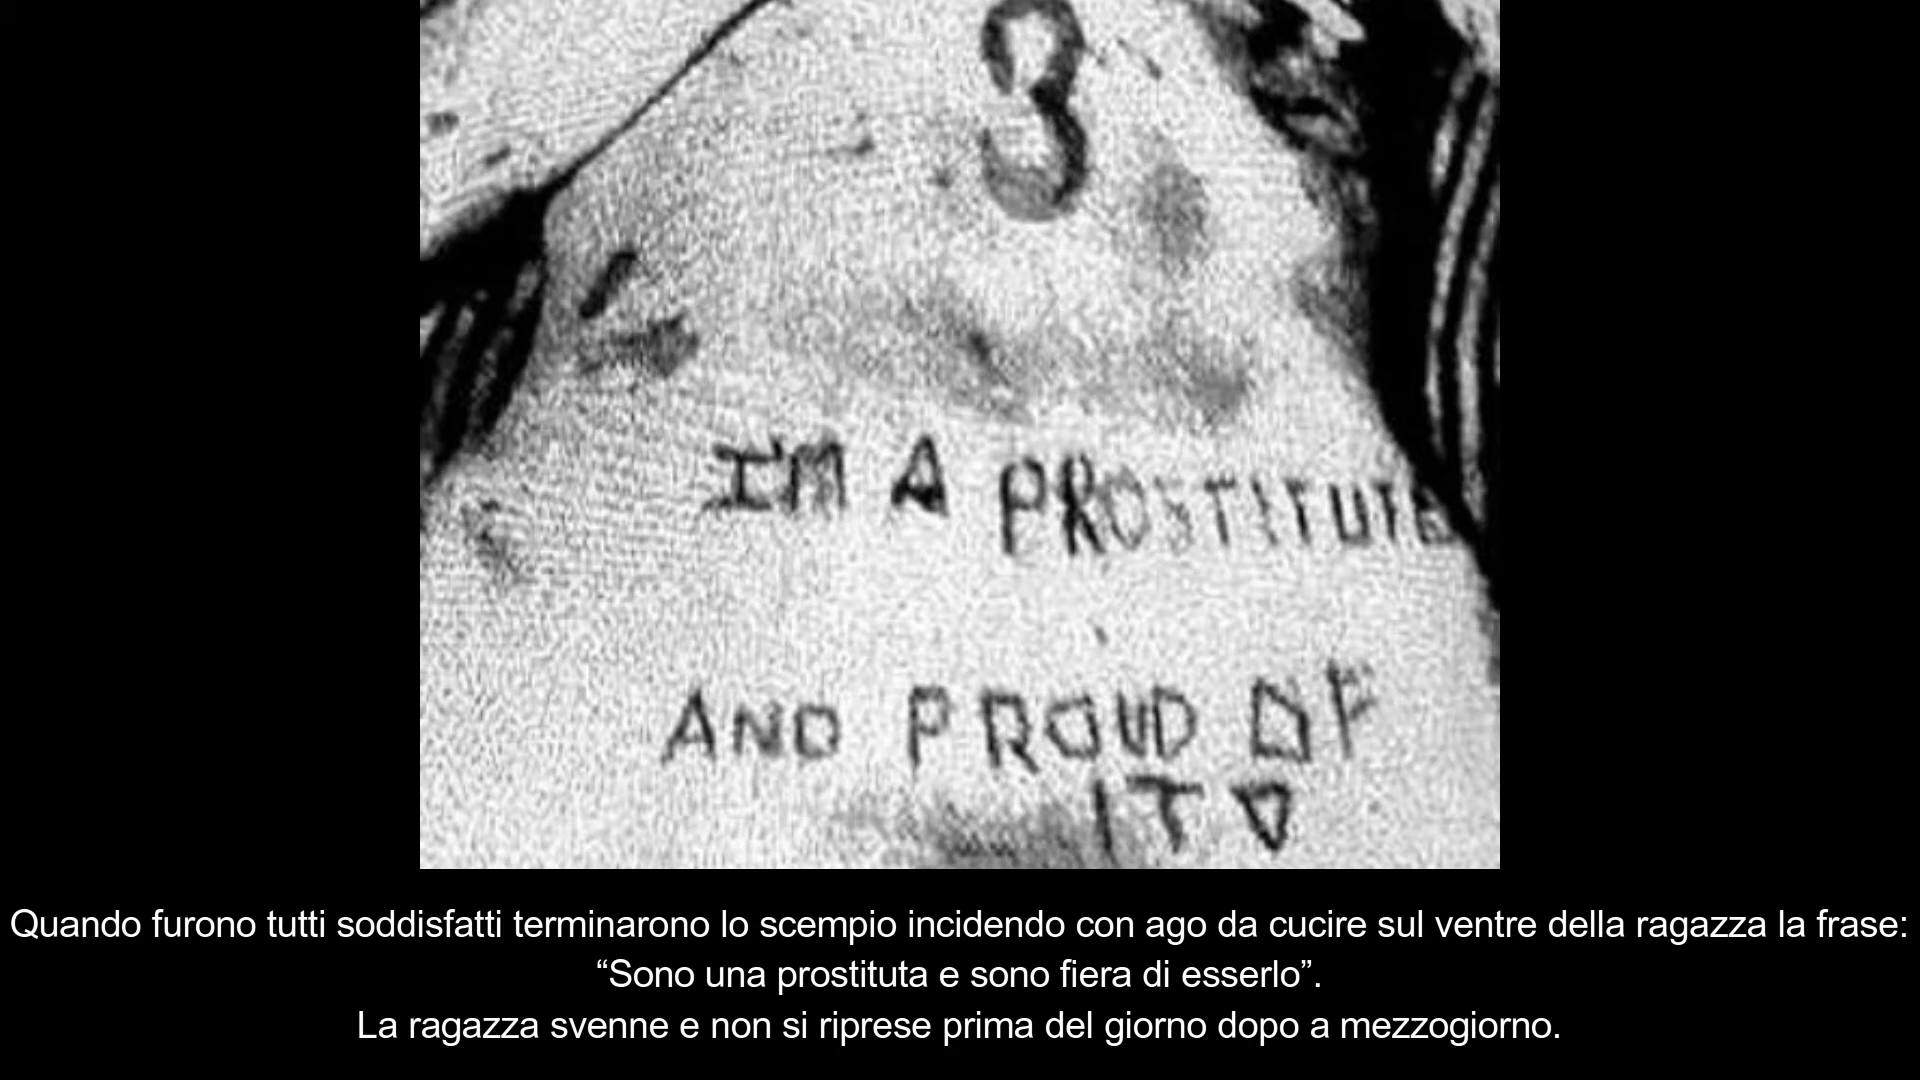 3
I'M A PROSTITUTE
AND PROUD OF
IT
Quando furono tutti soddisfatti terminarono lo scempio incidendo con ago da cucire sul ventre della ragazza la frase:
“Sono una prostituta e sono fiera di esserlo”.
La ragazza svenne e non si riprese prima del giorno dopo a mezzogiorno.